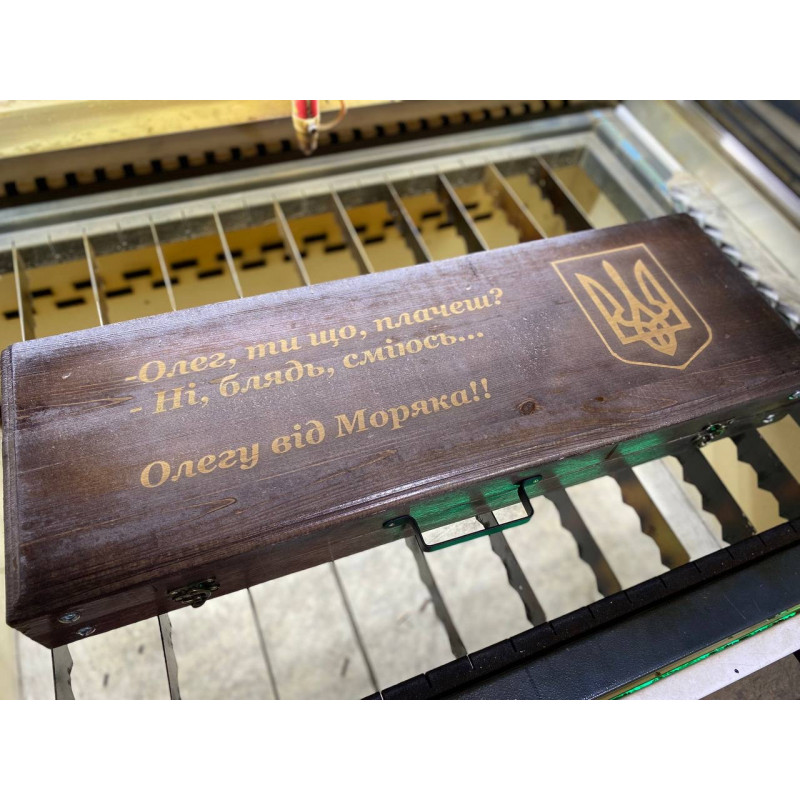 -Олег, ти що, плачеш?
- Ні, блядь, сміюсь...
Олегу від Моряка!!